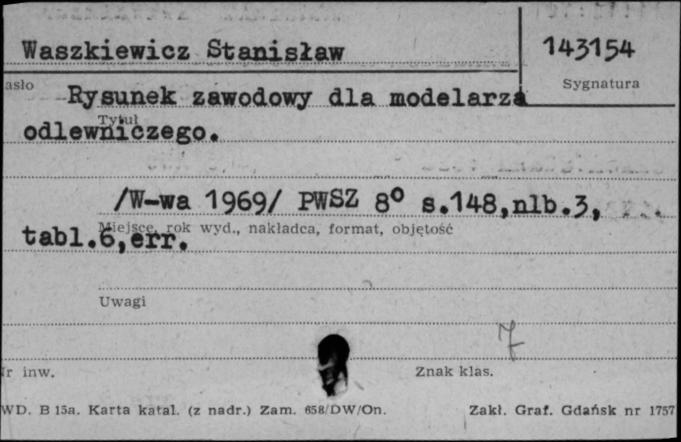 Waszkiewicz Stanisław 143154
asło Sygnatura
Rysunek zawodowy dla modelarza
Tytuł
odlewniczego.
/W-wa 1969/ PWSZ 8° s.148,nlb.3,
Miejsce, rok wyd., nakładca, format, objętość
tabl.6,err.
Uwagi
7
r inw. Znak klas.
WD. B 15a. Karta katal. (z nadr.) Zam. 658/DW/On. Zakł. Graf. Gdańsk nr 1757